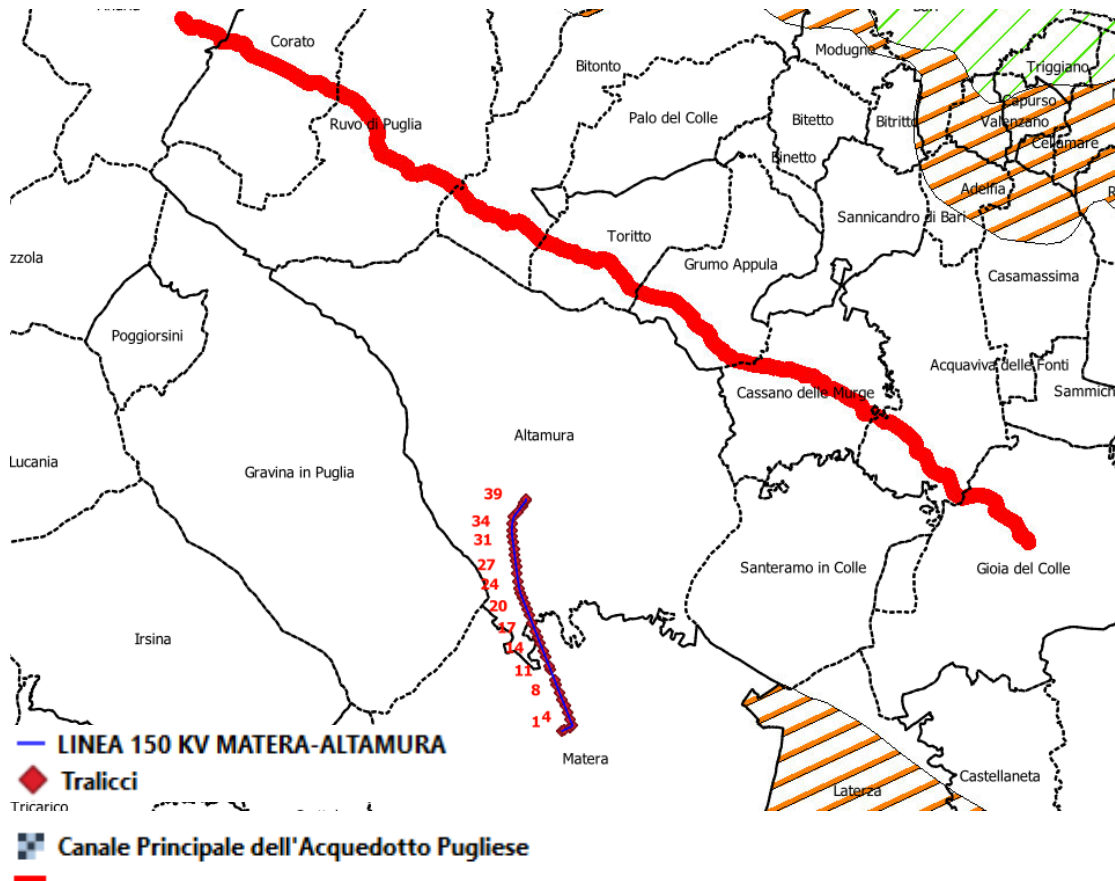 Corato
Modugno
Bitonto
Triggiano
Capurso
Ruvo di Puglia
Palo del Colle
Bitetto
Bitritto
Valenzano
Cellamare
Binetto
Adelfia
R
Sannicandro di Bari
Toritto
zzola
Grumo Appula
Casamassima
Poggiorsini
Acquaviva delle Fonti
Cassano delle Murge
Sammich
Altamura
Lucania
Gravina in Puglia
39
34
31
27
Santeramo in Colle
Gioia del Colle
24
20
17
Irsina
14
11
8
4
1
LINEA 150 KV MATERA-ALTAMURA
Matera
Tralicci
Castellaneta
Laterza
Tricarico
Canale Principale dell'Acquedotto Pugliese